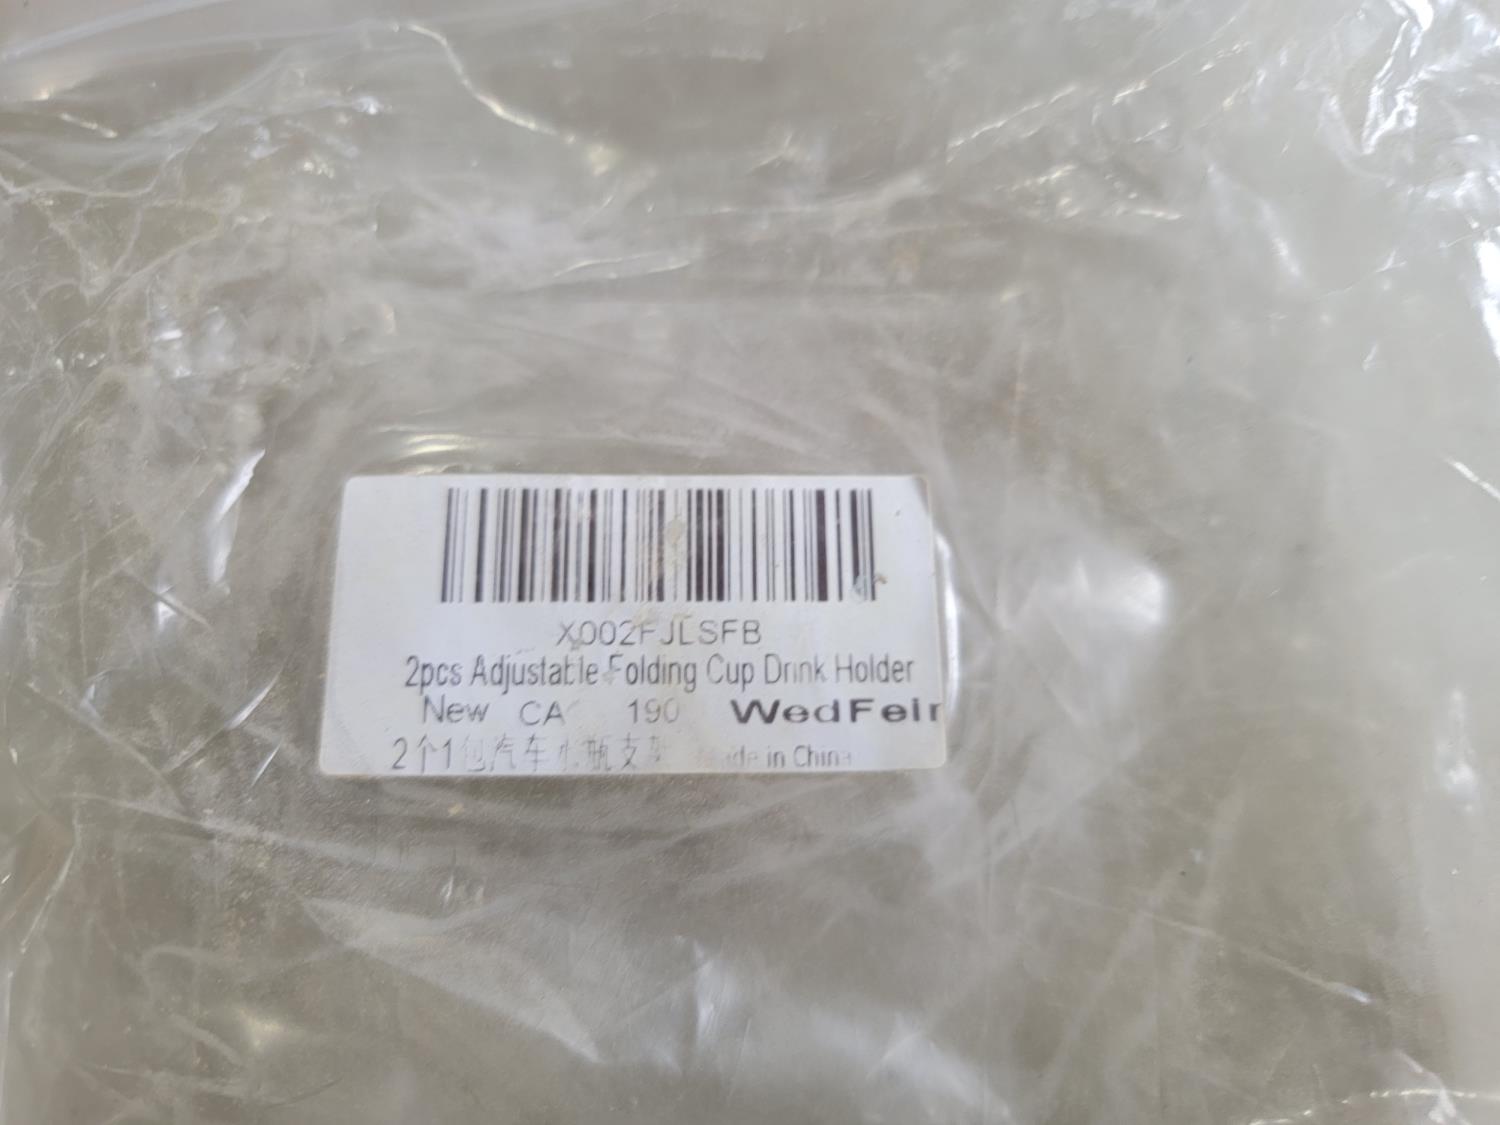 X002FJLSFB
2pcs Adjustable Folding Cup Drink Holder
New CA 190 WedFeir
2个1包汽车水瓶支架 Made in China